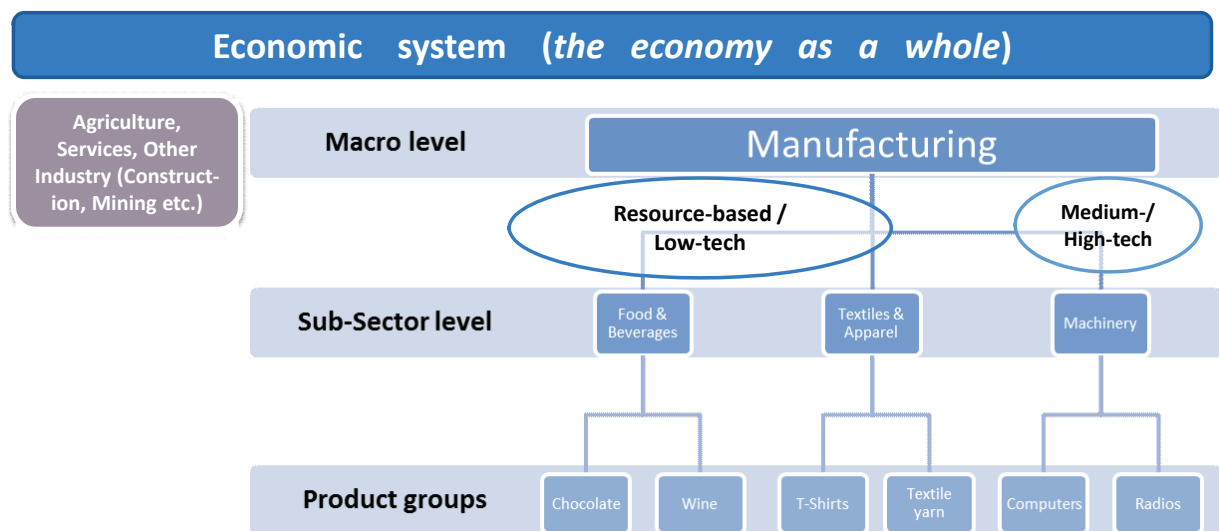 Economic system (the economy as a whole)
Agriculture,
Services, Other
Industry (Construct-
ion, Mining etc.)
Macro level
Manufacturing
Resource-based /
Low-tech
Medium-/
High-tech
Sub-Sector level
Food &
Beverages
Textiles &
Apparel
Machinery
Product groups
Chocolate
Wine
T-Shirts
Textile
yarn
Computers
Radios